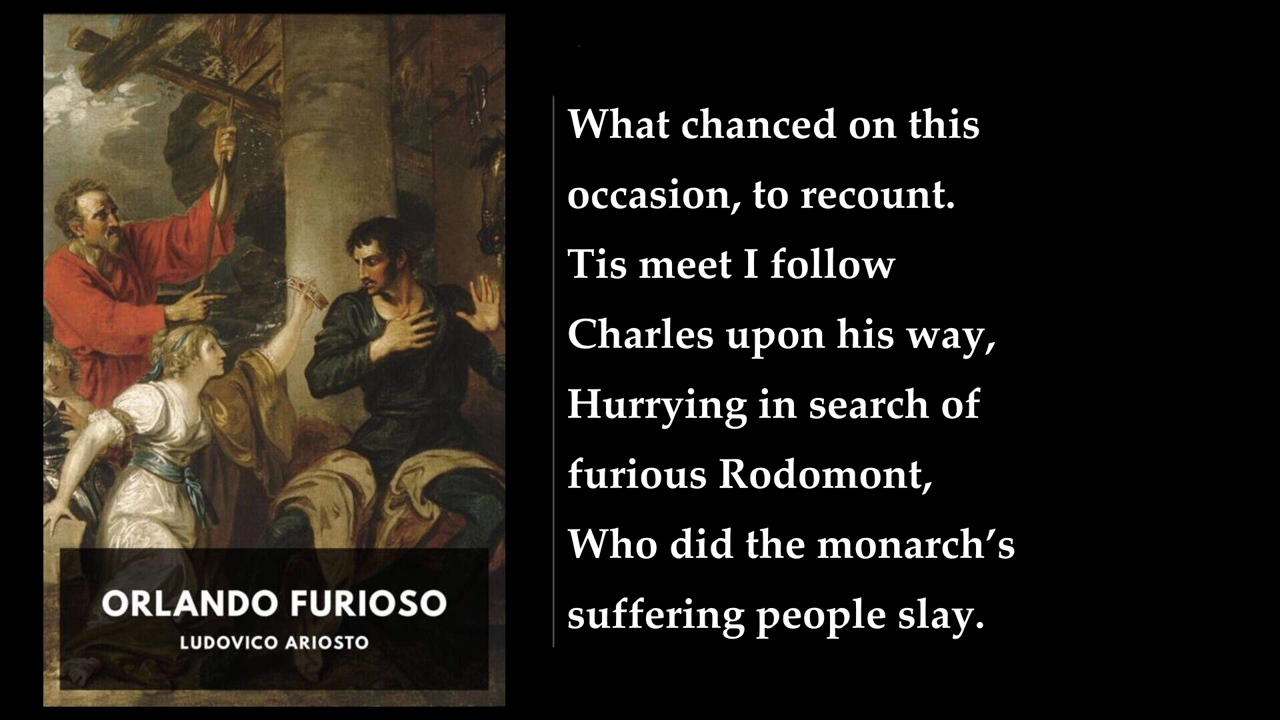 ORLANDO FURIOSO
LUDOVICO ARIOSTO
What chanced on this
occasion, to recount.
Tis meet I follow
Charles upon his way,
Hurrying in search of
furious Rodomont,
Who did the monarch’s
suffering people slay.